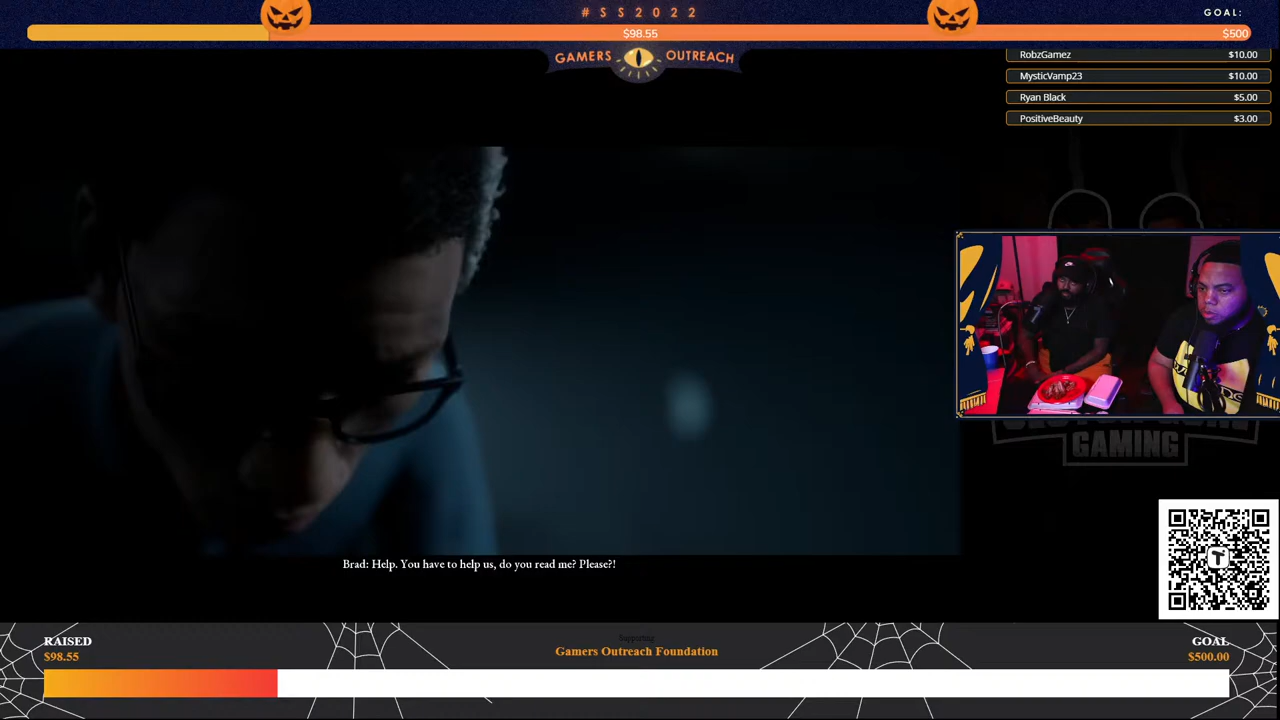 #SS2022
GOAL:
$98.55
$500
GAMERS OUTREACH
RobzGamez $10.00
MysticVamp23 $10.00
Ryan Black $5.00
PositiveBeauty $3.00
GAMING
Brad: Help. You have to help us, do you read me? Please?!
T
RAISED
$98.55
Supporting
Gamers Outreach Foundation
GOAL
$500.00